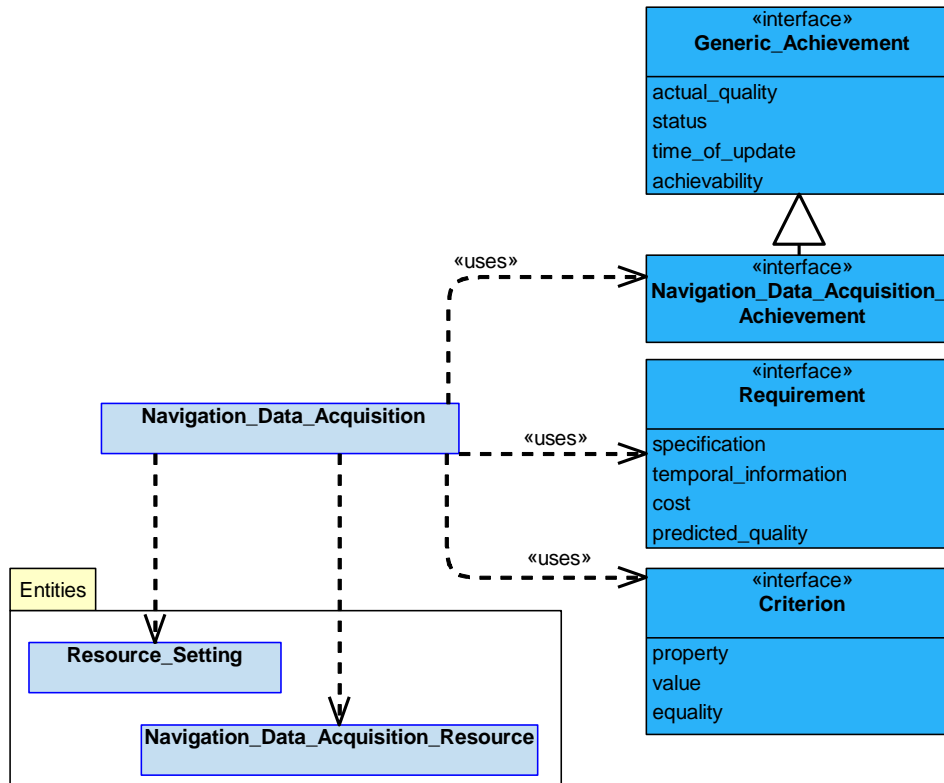 «interface»
Generic_Achievement
actual_quality
status
time_of_update
achievability
«uses»
«interface»
Navigation_Data_Acquisition_
Achievement
«interface»
Requirement
specification
temporal_information
cost
predicted_quality
Navigation_Data_Acquisition
«uses»
«uses»
«interface»
Criterion
property
value
equality
Entities
Resource_Setting
Navigation_Data_Acquisition_Resource